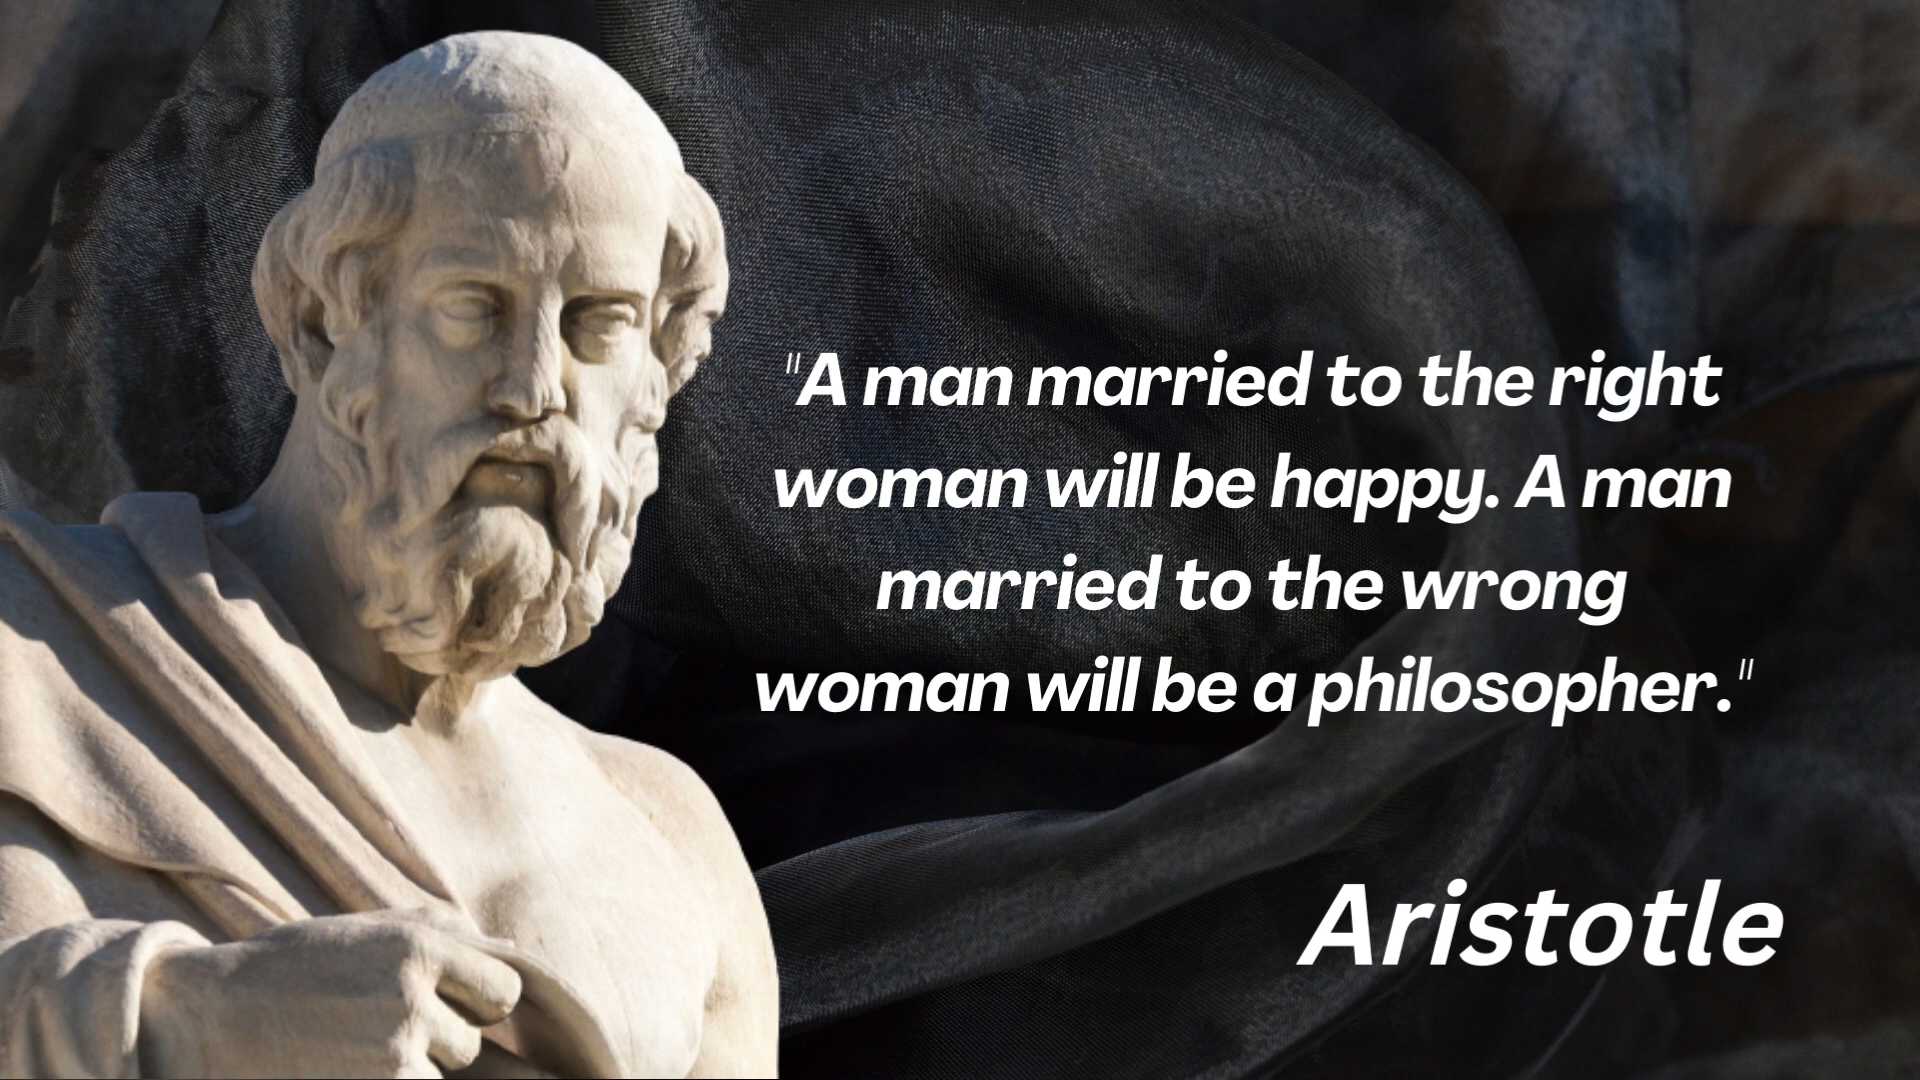 "A man married to the right
woman will be happy. A man
married to the wrong
woman will be a philosopher."
Aristotle